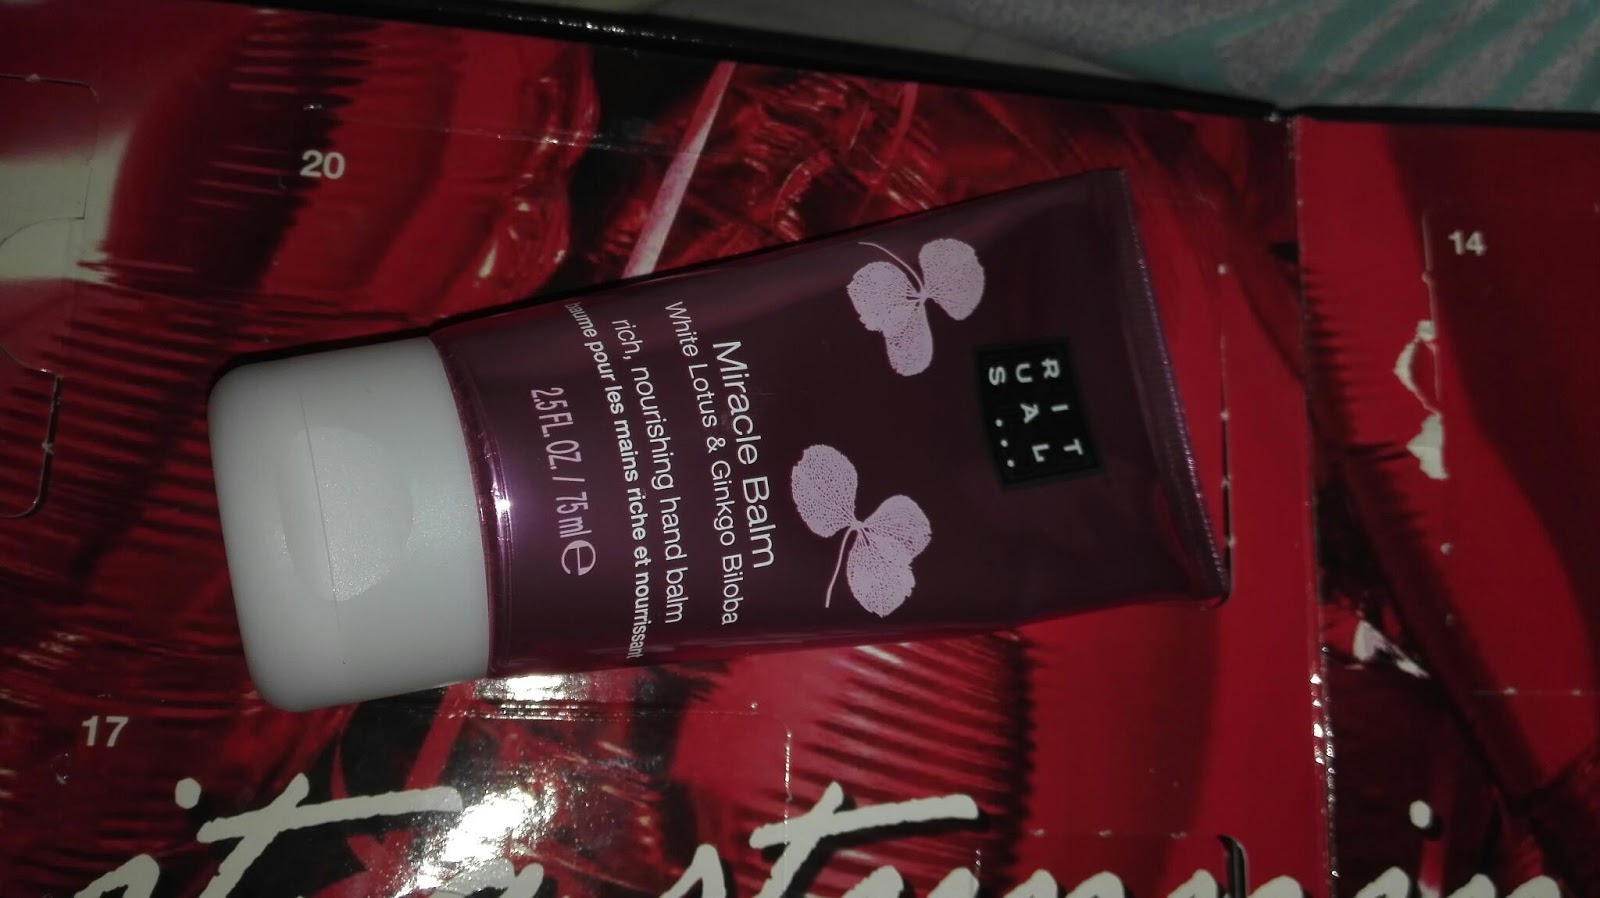 20
14
17
RIT
UAL
S...
Miracle Balm
White Lotus & Ginkgo Biloba
rich, nourishing hand balm
baume pour les mains riche et nourrissant
2.5 FL. OZ. / 75 ml e